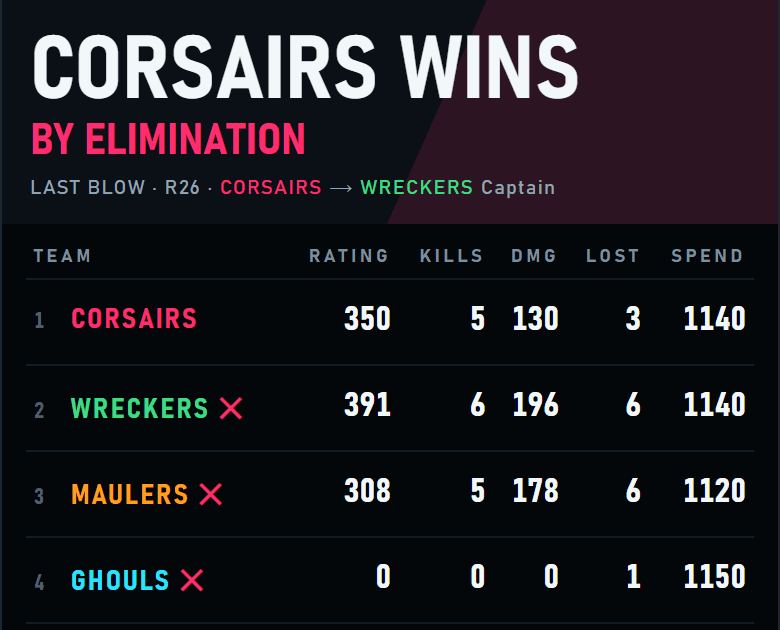 CORSAIRS WINS
BY ELIMINATION
LAST BLOW · R26 · CORSAIRS → WRECKERS Captain
TEAM RATING KILLS DMG LOST SPEND
1 CORSAIRS 350 5 130 3 1140
2 WRECKERS ✕ 391 6 196 6 1140
3 MAULERS ✕ 308 5 178 6 1120
4 GHOULS ✕ 0 0 0 1 1150